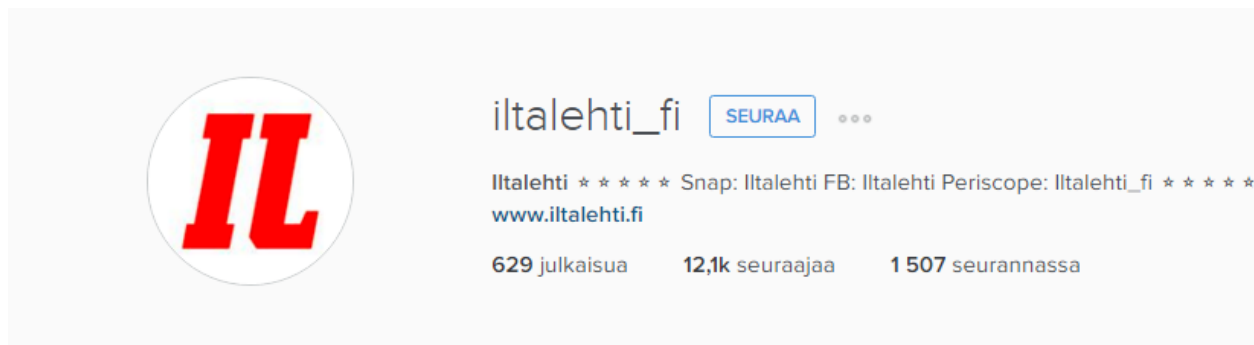 IL
iltalehti_fi SEURAA
Iltalehti ⭐ ⭐ ⭐ ⭐ ⭐ Snap: Iltalehti FB: Iltalehti Periscope: Iltalehti_fi ⭐ ⭐ ⭐ ⭐ ⭐
www.iltalehti.fi
629 julkaisua 12,1k seuraajaa 1 507 seurannassa